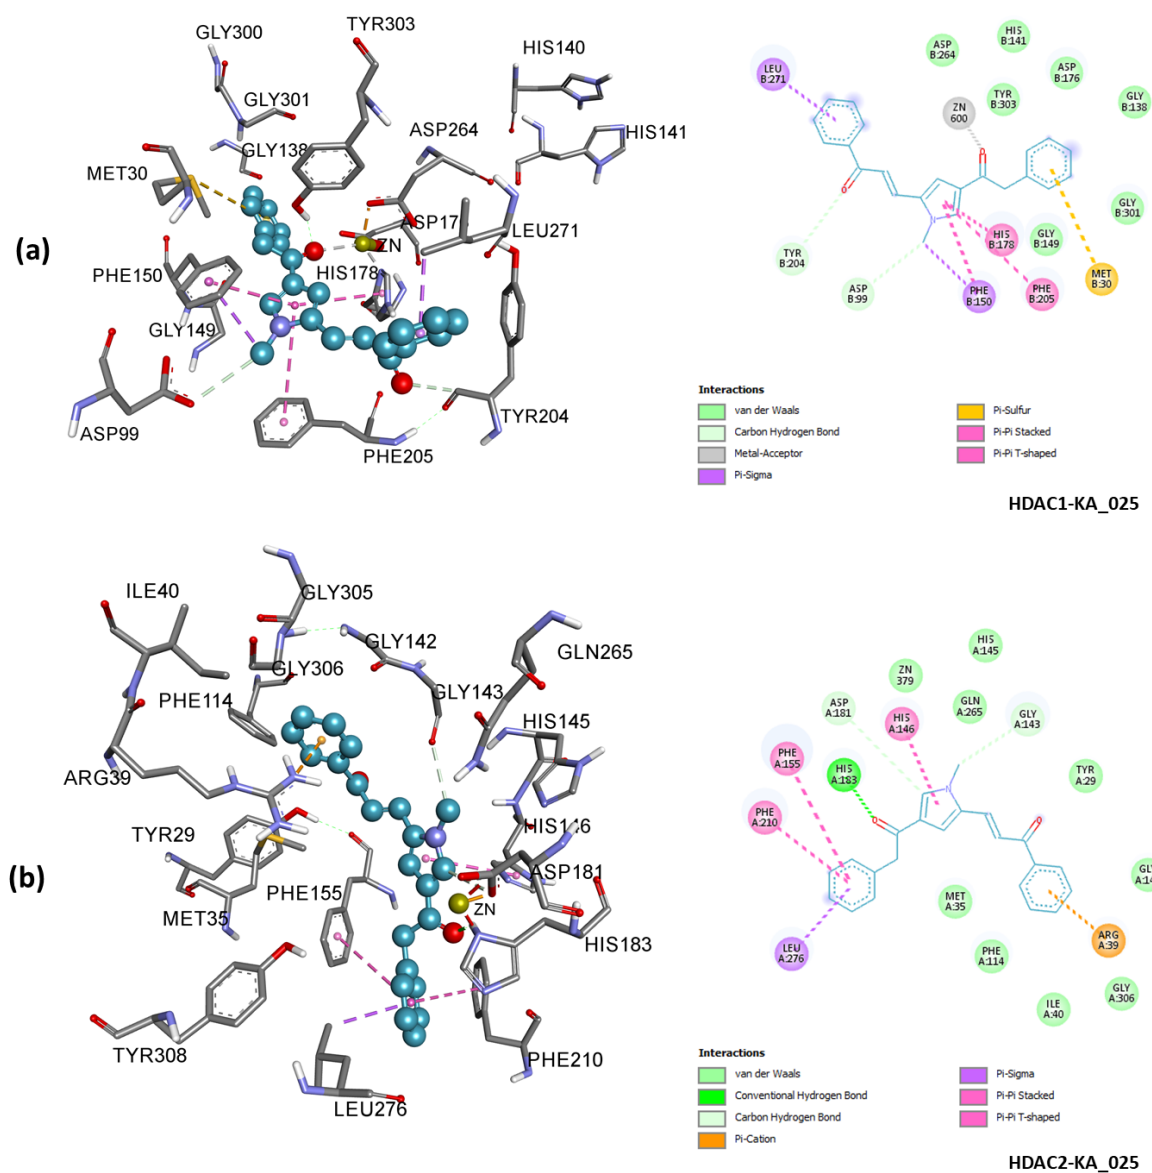 GLY300
TYR303
HIS140
GLY301
ASP264
HIS141
GLY138
MET30
ASP17
LEU271
ZN
(a)
PHE150
HIS178
GLY149
ASP99
TYR204
PHE205
LEU
B:271
ASP
B:264
HIS
B:141
ASP
B:176
GLY
B:138
TYR
B:303
ZN
600
O
O
N
GLY
B:301
HIS
B:178
GLY
B:149
TYR
B:204
ASP
B:99
PHE
B:150
PHE
B:205
MET
B:30
Interactions
van der Waals
Carbon Hydrogen Bond
Metal-Acceptor
Pi-Sigma
Pi-Sulfur
Pi-Pi Stacked
Pi-Pi T-shaped
HDAC1-KA_025
ILE40
GLY305
GLY142
GLN265
GLY306
PHE114
GLY143
HIS145
ARG39
TYR29
HIS146
ASP181
(b)
PHE155
MET35
ZN
HIS183
TYR308
PHE210
LEU276
HIS
A:145
ZN
379
ASP
A:181
GLN
A:265
GLY
A:143
HIS
A:146
PHE
A:155
HIS
A:183
TYR
A:29
PHE
A:210
N
O
O
MET
A:35
LEU
A:276
PHE
A:114
ARG
A:39
ILE
A:40
GLY
A:306
Interactions
van der Waals
Conventional Hydrogen Bond
Carbon Hydrogen Bond
Pi-Cation
Pi-Sigma
Pi-Pi Stacked
Pi-Pi T-shaped
HDAC2-KA_025